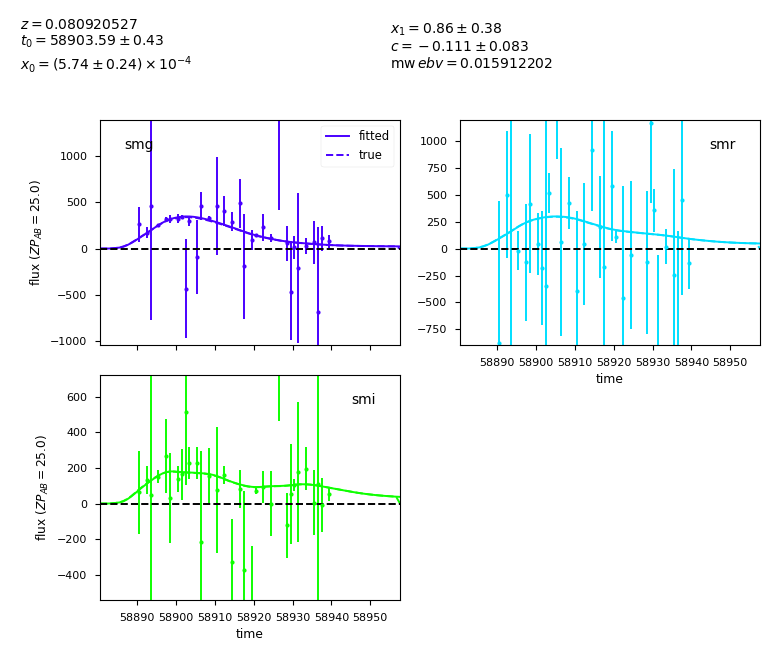 z = 0.080920527
t₀ = 58903.59 ± 0.43
x₀ = (5.74 ± 0.24) × 10⁻⁴
x₁ = 0.86 ± 0.38
c = −0.111 ± 0.083
mw ebv = 0.015912202
smg
fitted
true
1000
500
0
−500
−1000
flux (ZP_AB = 25.0)
smr
1000
750
500
250
0
−250
−500
−750
58890 58900 58910 58920 58930 58940 58950
time
smi
600
400
200
0
−200
−400
flux (ZP_AB = 25.0)
58890 58900 58910 58920 58930 58940 58950
time